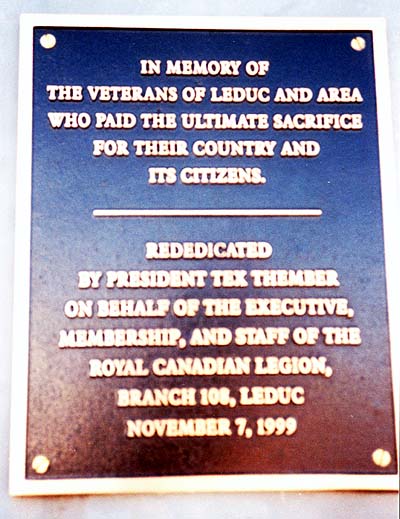 IN MEMORY OF
THE VETERANS OF LEDUC AND AREA
WHO PAID THE ULTIMATE SACRIFICE
FOR THEIR COUNTRY AND
ITS CITIZENS.
REDEDICATED
BY PRESIDENT TEX THEMBER
ON BEHALF OF THE EXECUTIVE,
MEMBERSHIP, AND STAFF OF THE
ROYAL CANADIAN LEGION,
BRANCH 108, LEDUC
NOVEMBER 7, 1999